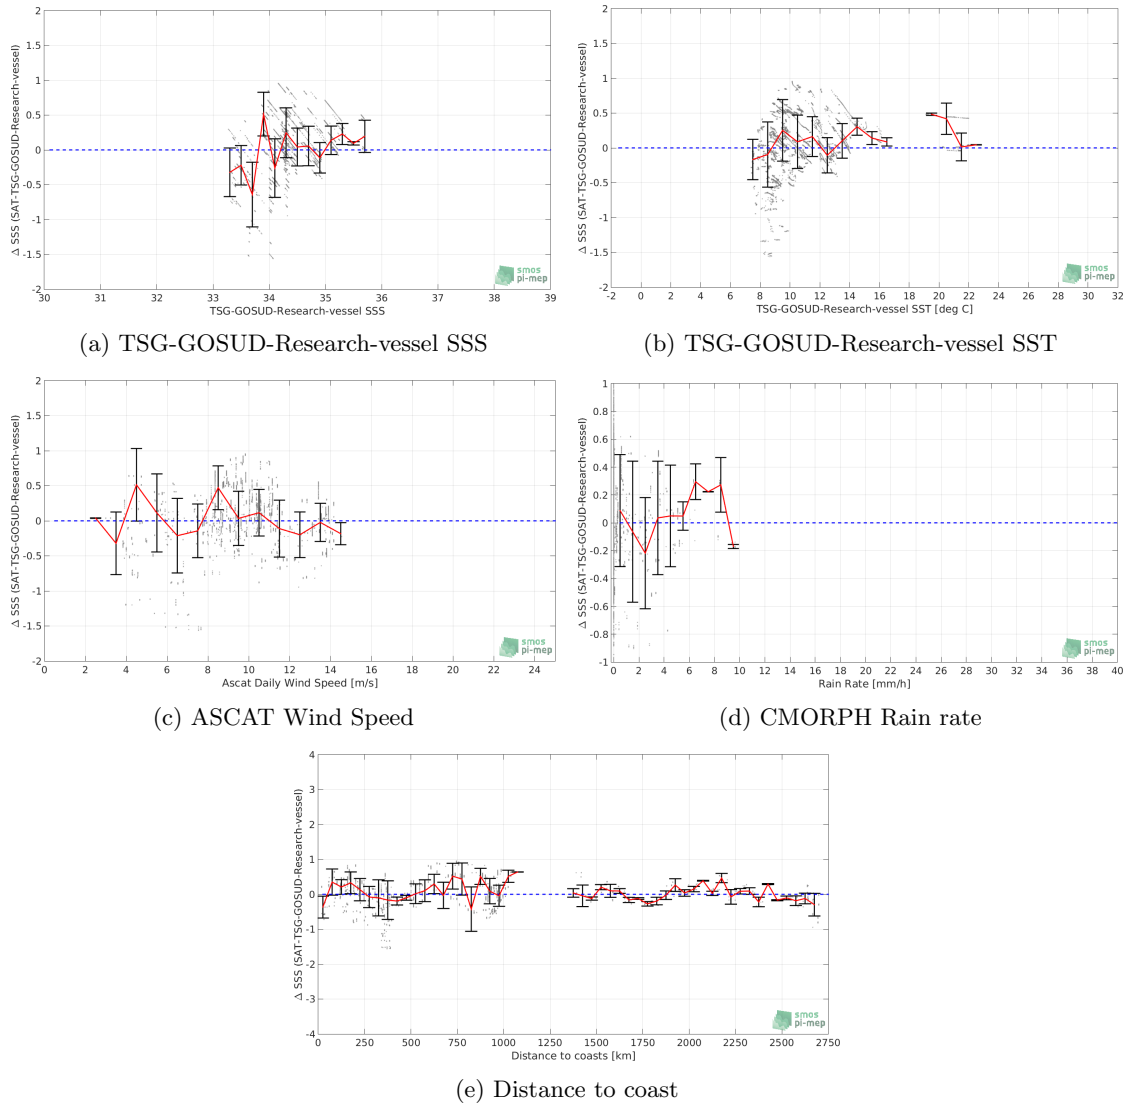 Δ SSS (SAT-TSG-GOSUD-Research-vessel)
2
1.5
1
0.5
0
-0.5
-1
-1.5
-2
30 31 32 33 34 35 36 37 38 39
TSG-GOSUD-Research-vessel SSS
smos
pi-mep
(a) TSG-GOSUD-Research-vessel SSS
Δ SSS (SAT-TSG-GOSUD-Research-vessel)
2
1.5
1
0.5
0
-0.5
-1
-1.5
-2
-2 0 2 4 6 8 10 12 14 16 18 20 22 24 26 28 30 32
TSG-GOSUD-Research-vessel SST [deg C]
smos
pi-mep
(b) TSG-GOSUD-Research-vessel SST
Δ SSS (SAT-TSG-GOSUD-Research-vessel)
2
1.5
1
0.5
0
-0.5
-1
-1.5
-2
0 2 4 6 8 10 12 14 16 18 20 22 24
Ascat Daily Wind Speed [m/s]
smos
pi-mep
(c) ASCAT Wind Speed
Δ SSS (SAT-TSG-GOSUD-Research-vessel)
1
0.8
0.6
0.4
0.2
0
-0.2
-0.4
-0.6
-0.8
-1
0 2 4 6 8 10 12 14 16 18 20 22 24 26 28 30 32 34 36 38 40
Rain Rate [mm/h]
smos
pi-mep
(d) CMORPH Rain rate
Δ SSS (SAT-TSG-GOSUD-Research-vessel)
4
3
2
1
0
-1
-2
-3
-4
0 250 500 750 1000 1250 1500 1750 2000 2250 2500 2750
Distance to coasts [km]
smos
pi-mep
(e) Distance to coast